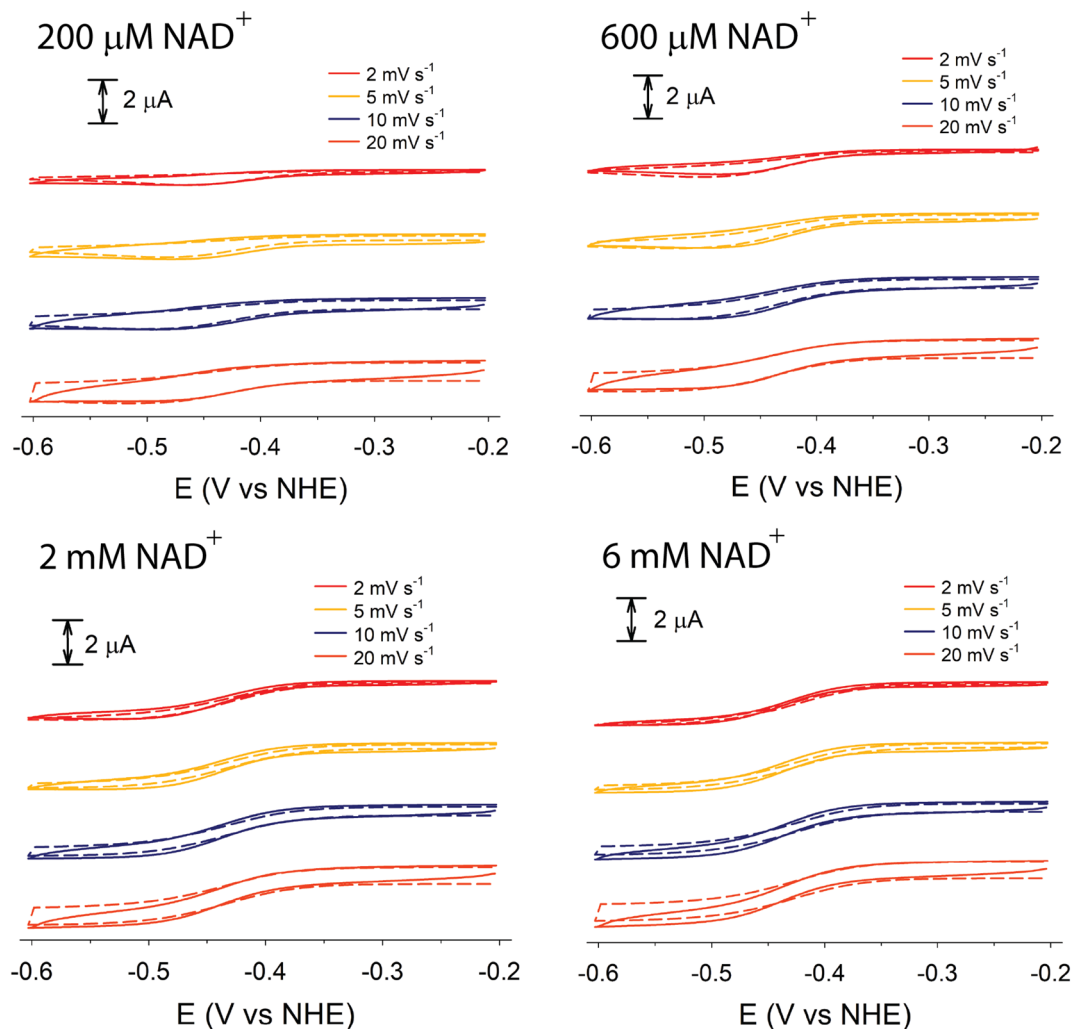 200 μM NAD⁺
2 μA
2 mV s⁻¹
5 mV s⁻¹
10 mV s⁻¹
20 mV s⁻¹
-0.6 -0.5 -0.4 -0.3 -0.2
E (V vs NHE)
600 μM NAD⁺
2 μA
2 mV s⁻¹
5 mV s⁻¹
10 mV s⁻¹
20 mV s⁻¹
-0.6 -0.5 -0.4 -0.3 -0.2
E (V vs NHE)
2 mM NAD⁺
2 μA
2 mV s⁻¹
5 mV s⁻¹
10 mV s⁻¹
20 mV s⁻¹
-0.6 -0.5 -0.4 -0.3 -0.2
E (V vs NHE)
6 mM NAD⁺
2 μA
2 mV s⁻¹
5 mV s⁻¹
10 mV s⁻¹
20 mV s⁻¹
-0.6 -0.5 -0.4 -0.3 -0.2
E (V vs NHE)